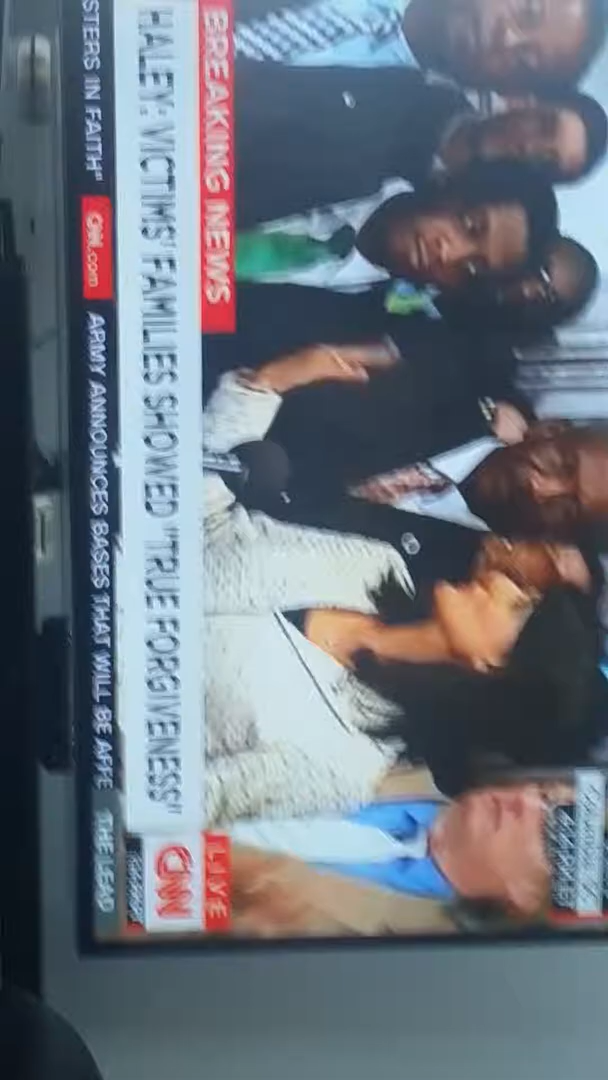 BREAKING NEWS
LIVE
HALEY: VICTIMS' FAMILIES SHOWED "TRUE FORGIVENESS"
CNN
STERS IN FAITH" CNN.com ARMY ANNOUNCES BASES THAT WILL BE AFFE THE LEAD